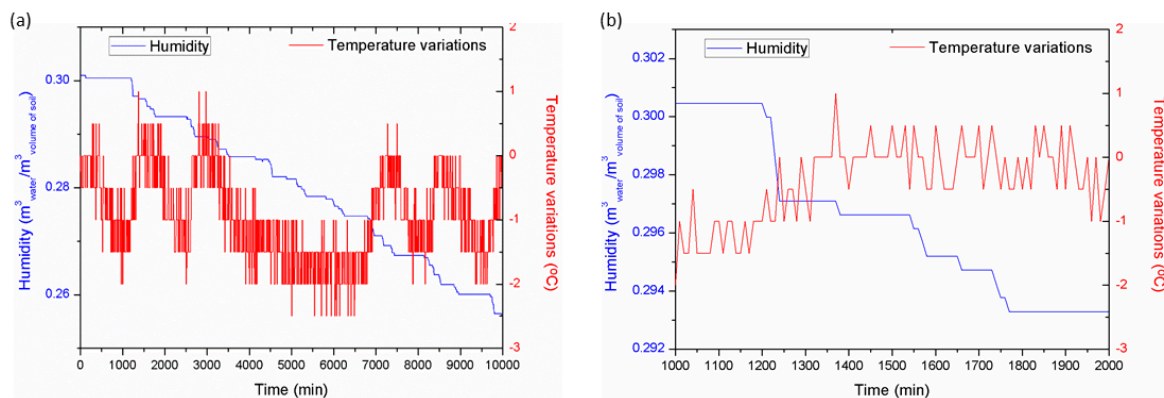 (a)
Humidity
Temperature variations
Humidity (m³water/m³volume of soil)
0.30
0.28
0.26
2
1
0
-1
-2
-3
Temperature variations (ºC)
0 1000 2000 3000 4000 5000 6000 7000 8000 9000 10000
Time (min)
(b)
Humidity
Temperature variations
Humidity (m³water/m³volume of soil)
0.302
0.300
0.298
0.296
0.294
0.292
2
1
0
-1
-2
-3
Temperature variations (ºC)
1000 1100 1200 1300 1400 1500 1600 1700 1800 1900 2000
Time (min)